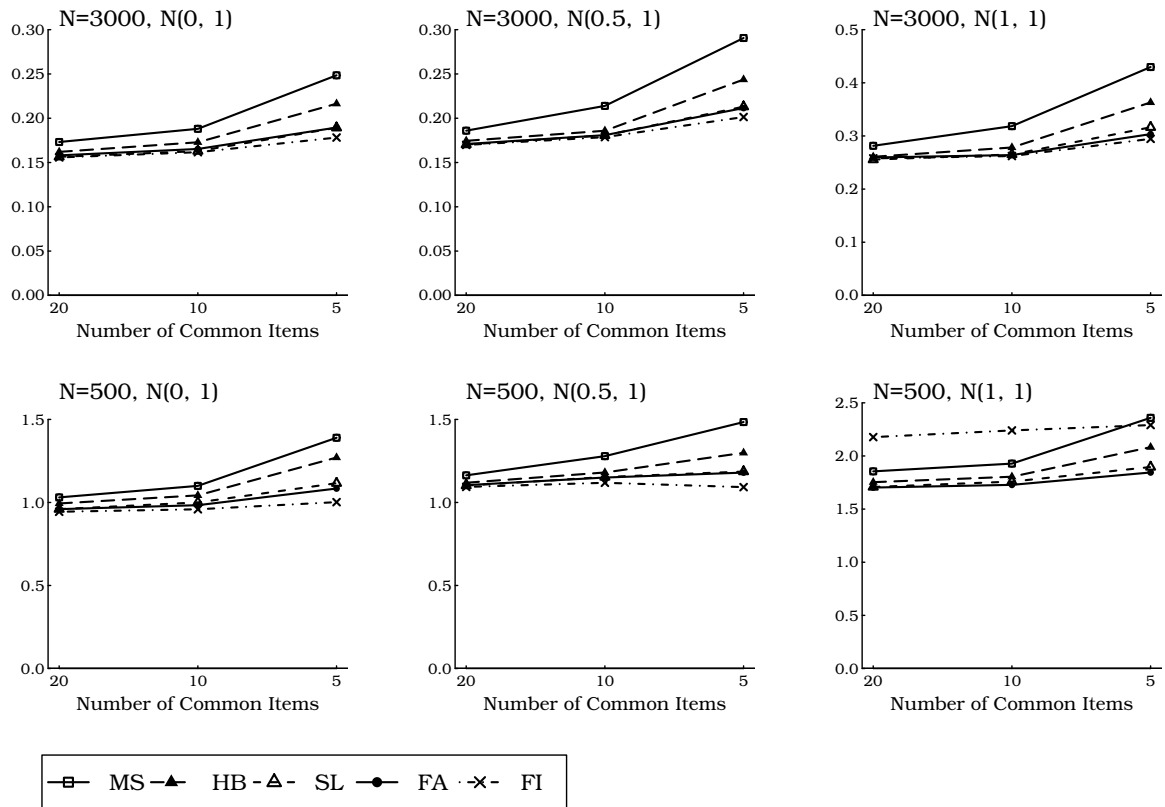 N=3000, N(0, 1)
0.30
0.25
0.20
0.15
0.10
0.05
0.00
20 10 5
Number of Common Items
N=3000, N(0.5, 1)
0.30
0.25
0.20
0.15
0.10
0.05
0.00
20 10 5
Number of Common Items
N=3000, N(1, 1)
0.5
0.4
0.3
0.2
0.1
0.0
20 10 5
Number of Common Items
N=500, N(0, 1)
1.5
1.0
0.5
0.0
20 10 5
Number of Common Items
N=500, N(0.5, 1)
1.5
1.0
0.5
0.0
20 10 5
Number of Common Items
N=500, N(1, 1)
2.5
2.0
1.5
1.0
0.5
0.0
20 10 5
Number of Common Items
MS HB SL FA FI